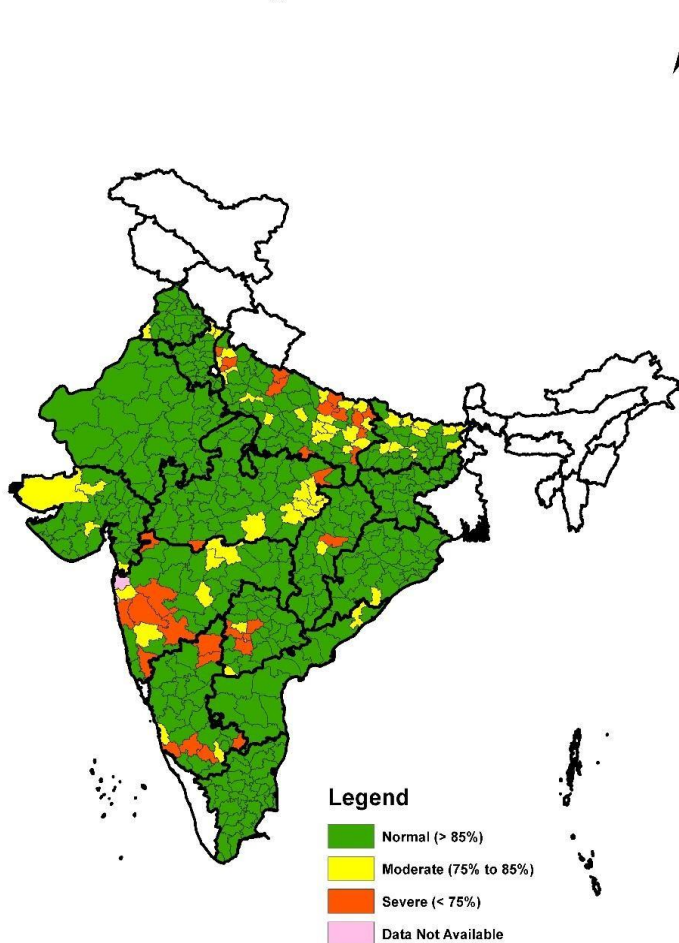 Legend
Normal (> 85%)
Moderate (75% to 85%)
Severe (< 75%)
Data Not Available